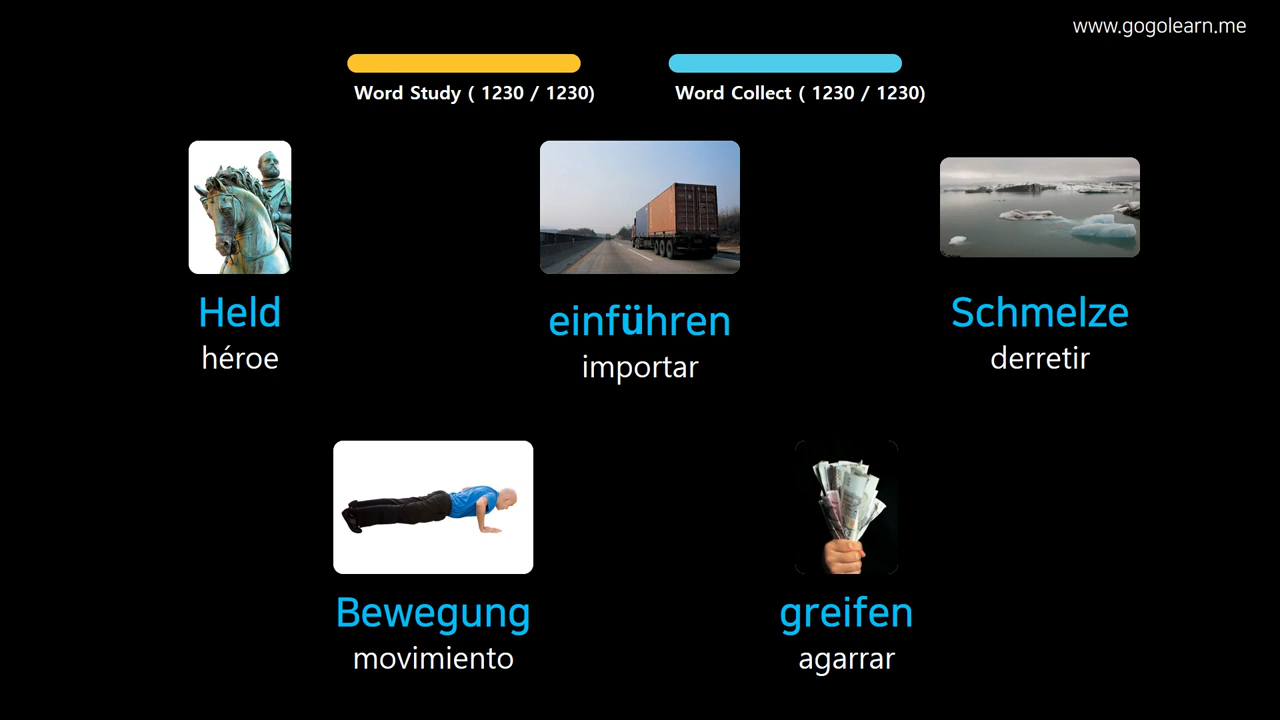 www.gogolearn.me
Word Study ( 1230 / 1230)
Word Collect ( 1230 / 1230)
Held
héroe
einführen
importar
Schmelze
derretir
Bewegung
movimiento
greifen
agarrar